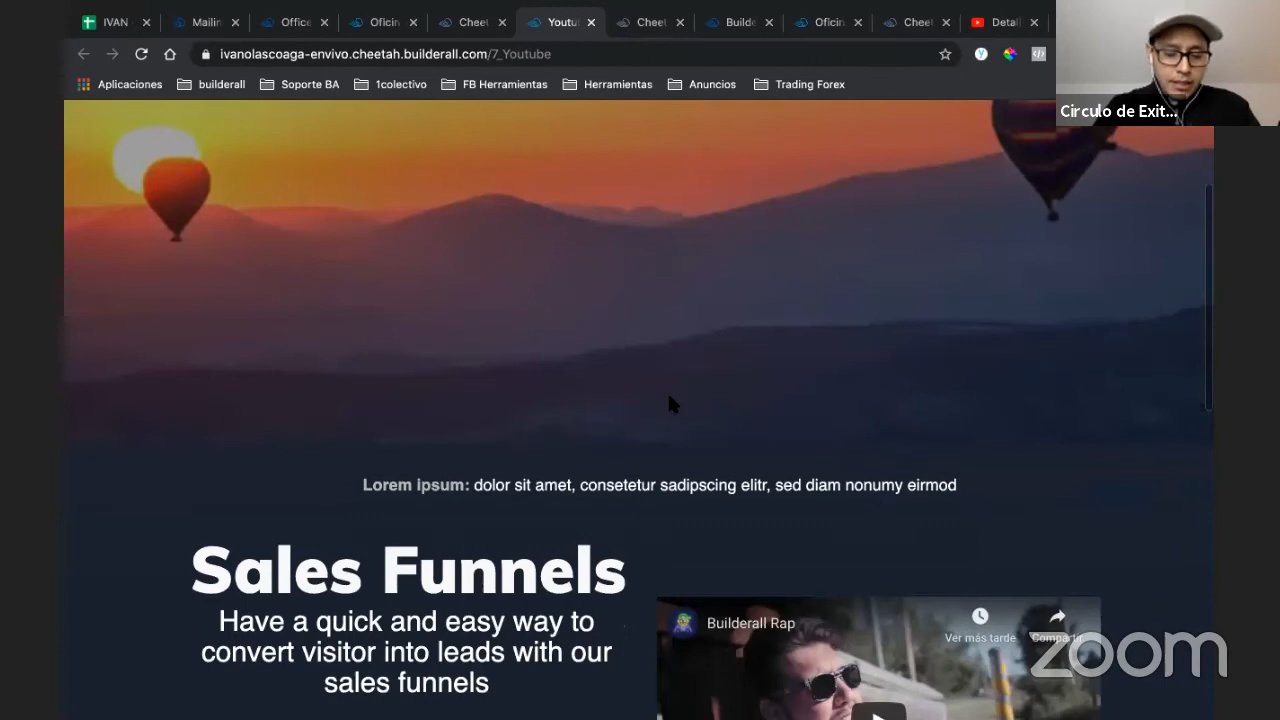 IVAN
Mailin
Office
Oficin
Cheet
Youtu
Cheet
Builde
Oficin
Cheet
Detal
ivanolascoaga-envivo.cheetah.builderall.com/7_Youtube
Aplicaciones
builderall
Soporte BA
1colectivo
FB Herramientas
Herramientas
Anuncios
Trading Forex
Circulo de Exit...
Lorem ipsum: dolor sit amet, consetetur sadipscing elitr, sed diam nonumy eirmod
Sales Funnels
Have a quick and easy way to
convert visitor into leads with our
sales funnels
Builderall Rap
Ver más tarde
Compartir
zoom